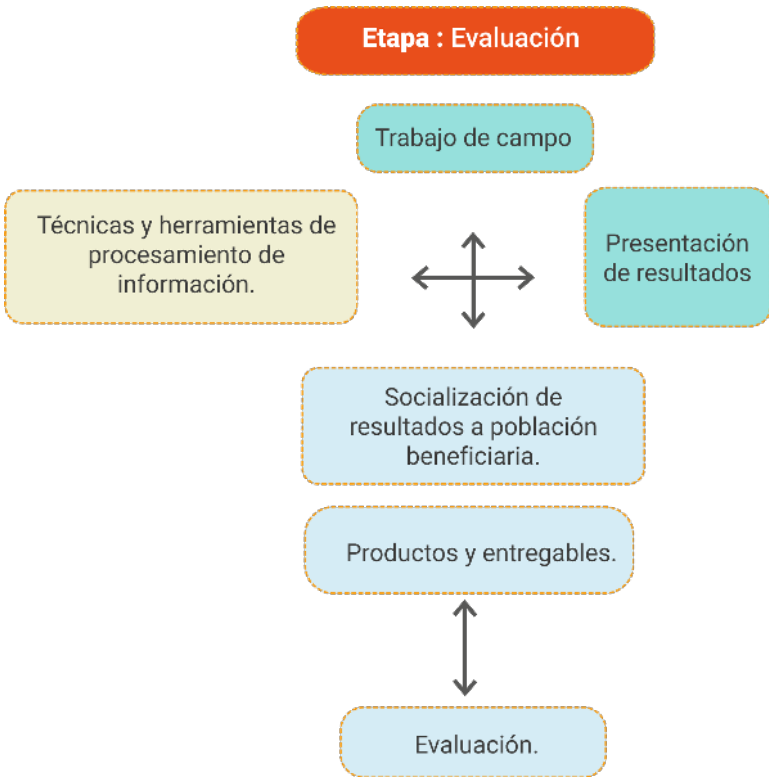 Etapa : Evaluación
Trabajo de campo
Técnicas y herramientas de
procesamiento de
información.
Presentación
de resultados
Socialización de
resultados a población
beneficiaria.
Productos y entregables.
Evaluación.